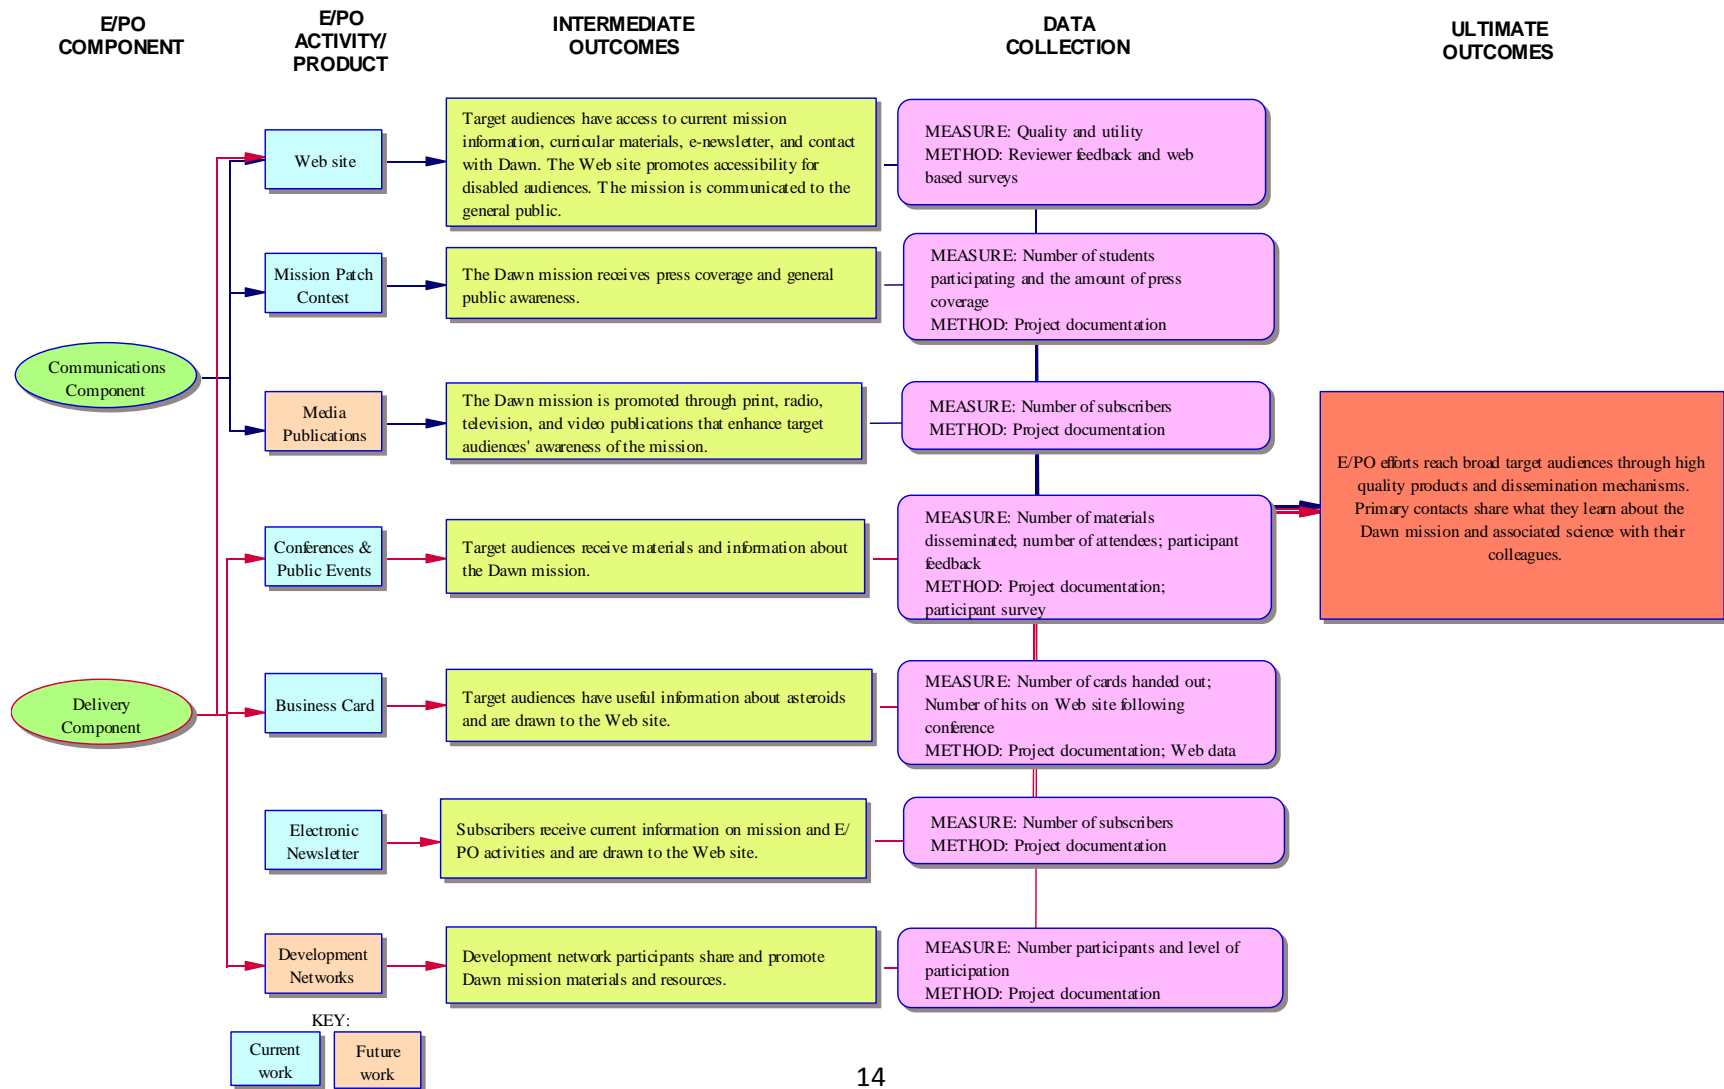 E/PO
COMPONENT
E/PO
ACTIVITY/
PRODUCT
INTERMEDIATE
OUTCOMES
DATA
COLLECTION
ULTIMATE
OUTCOMES
Web site
Target audiences have access to current mission
information, curricular materials, e-newsletter, and contact
with Dawn. The Web site promotes accessibility for
disabled audiences. The mission is communicated to the
general public.
MEASURE: Quality and utility
METHOD: Reviewer feedback and web
based surveys
Mission Patch
Contest
The Dawn mission receives press coverage and general
public awareness.
MEASURE: Number of students
participating and the amount of press
coverage
METHOD: Project documentation
Communications
Component
Media
Publications
The Dawn mission is promoted through print, radio,
television, and video publications that enhance target
audiences' awareness of the mission.
MEASURE: Number of subscribers
METHOD: Project documentation
E/PO efforts reach broad target audiences through high
quality products and dissemination mechanisms.
Primary contacts share what they learn about the
Dawn mission and associated science with their
colleagues.
Conferences &
Public Events
Target audiences receive materials and information about
the Dawn mission.
MEASURE: Number of materials
disseminated; number of attendees; participant
feedback
METHOD: Project documentation;
participant survey
Delivery
Component
Business Card
Target audiences have useful information about asteroids
and are drawn to the Web site.
MEASURE: Number of cards handed out;
Number of hits on Web site following
conference
METHOD: Project documentation; Web data
Electronic
Newsletter
Subscribers receive current information on mission and E/
PO activities and are drawn to the Web site.
MEASURE: Number of subscribers
METHOD: Project documentation
Development
Networks
Development network participants share and promote
Dawn mission materials and resources.
MEASURE: Number participants and level of
participation
METHOD: Project documentation
KEY:
Current
work
Future
work
14